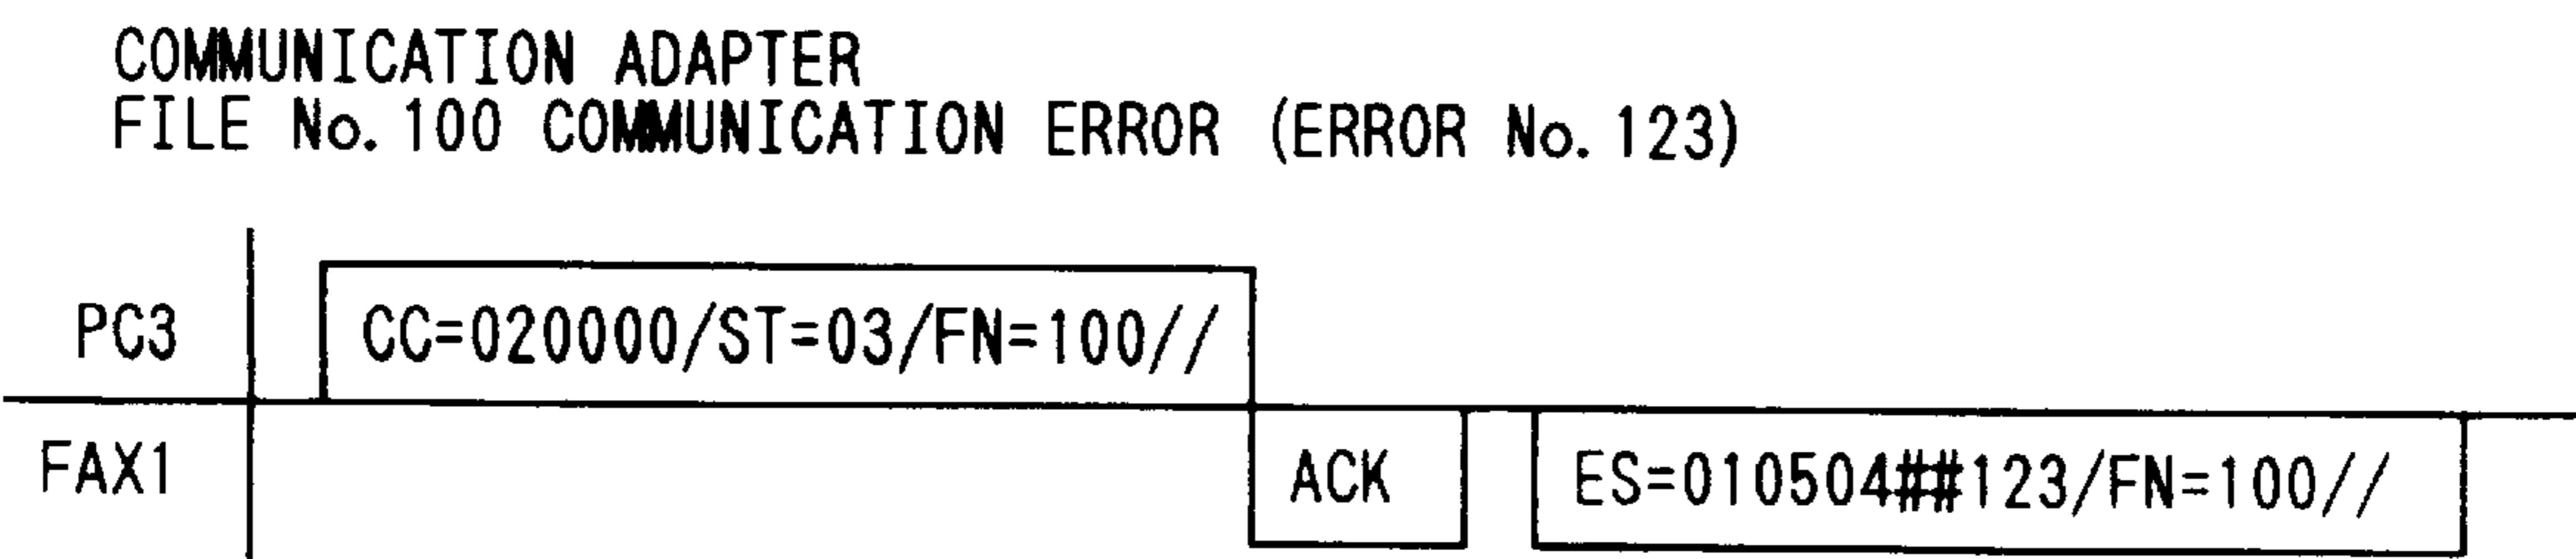 COMMUNICATION ADAPTER
FILE No. 100 COMMUNICATION ERROR (ERROR No. 123)
PC3 CC=020000/ST=03/FN=100//
FAX1 ACK ES=010504##123/FN=100//